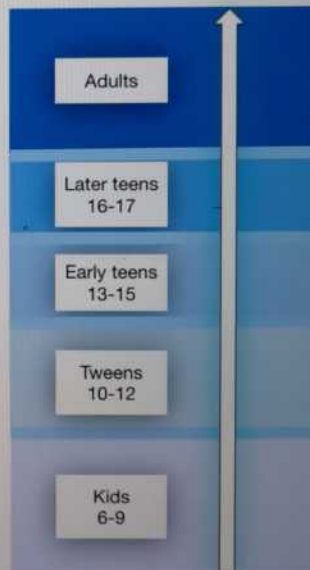 Adults
Later teens
16-17
Early teens
13-15
Tweens
10-12
Kids
6-9